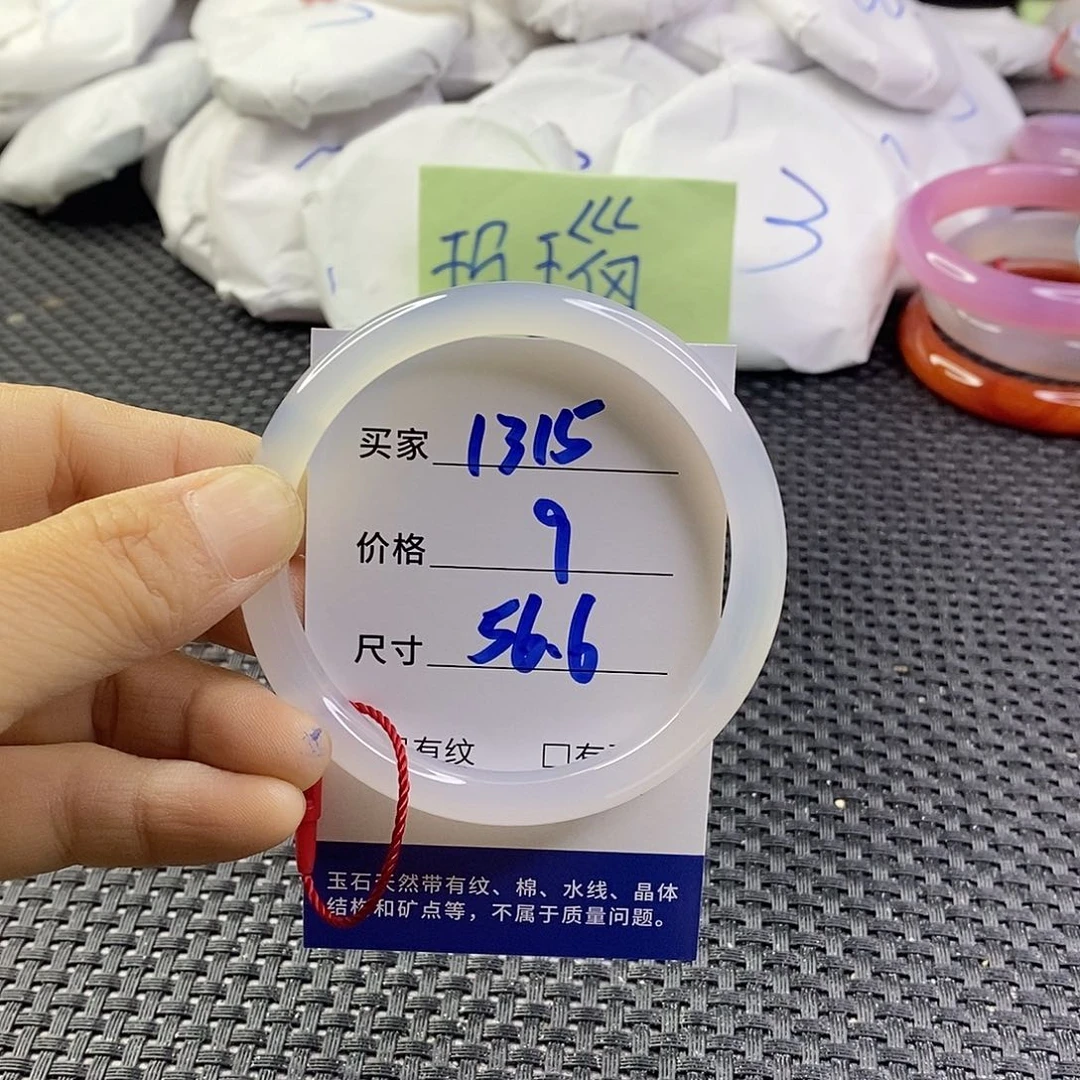 3
玛瑙
买家 1315
价格 9
尺寸 56.6
有纹 □有
玉石天然带有纹、棉、水线、晶体
结构和矿点等，不属于质量问题。